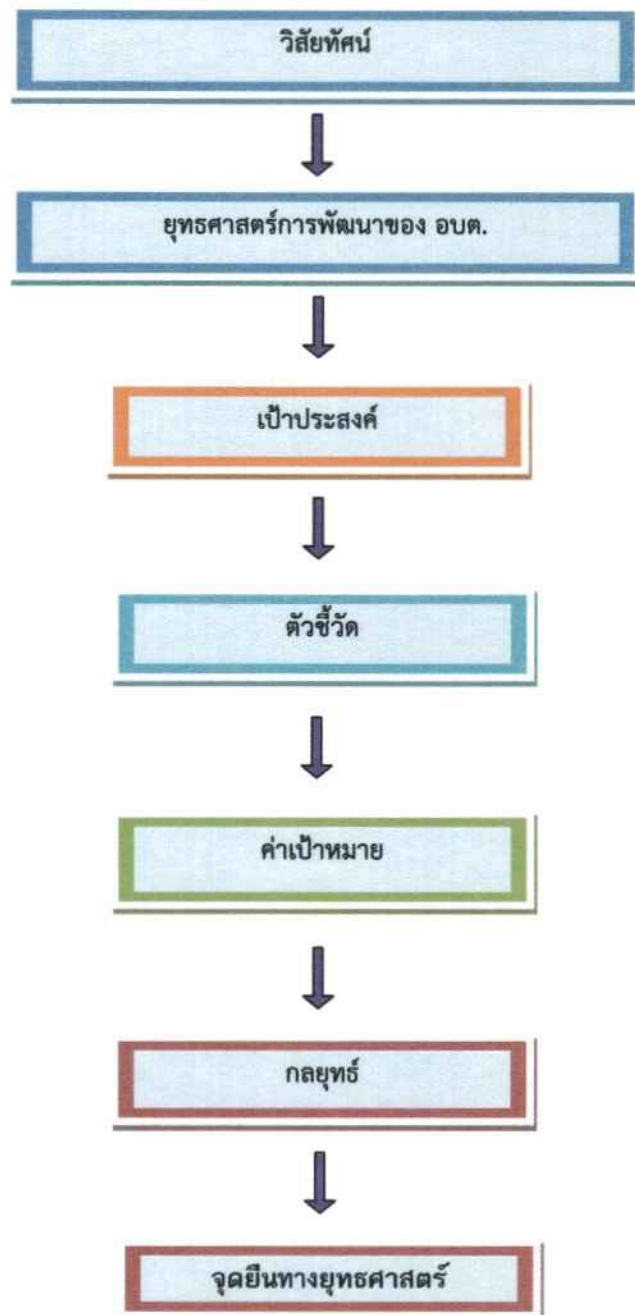 วิสัยทัศน์
ยุทธศาสตร์การพัฒนาของ อบต.
เป้าประสงค์
ตัวชี้วัด
ค่าเป้าหมาย
กลยุทธ์
จุดยืนทางยุทธศาสตร์